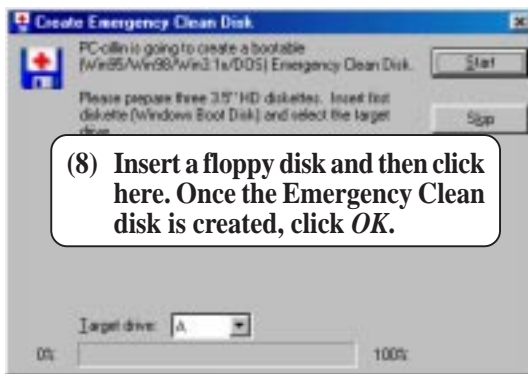 Create Emergency Clean Disk
PC-cillin is going to create a bootable
(Win95/Win98/Win3.1x/DOS) Emergency Clean Disk.
Start
Please prepare three 3.5" HD diskettes. Insert first
diskette (Windows Boot Disk) and select the target
drive.
Stop
(8) Insert a floppy disk and then click
here. Once the Emergency Clean
disk is created, click OK.
Target drive: A
0% 100%